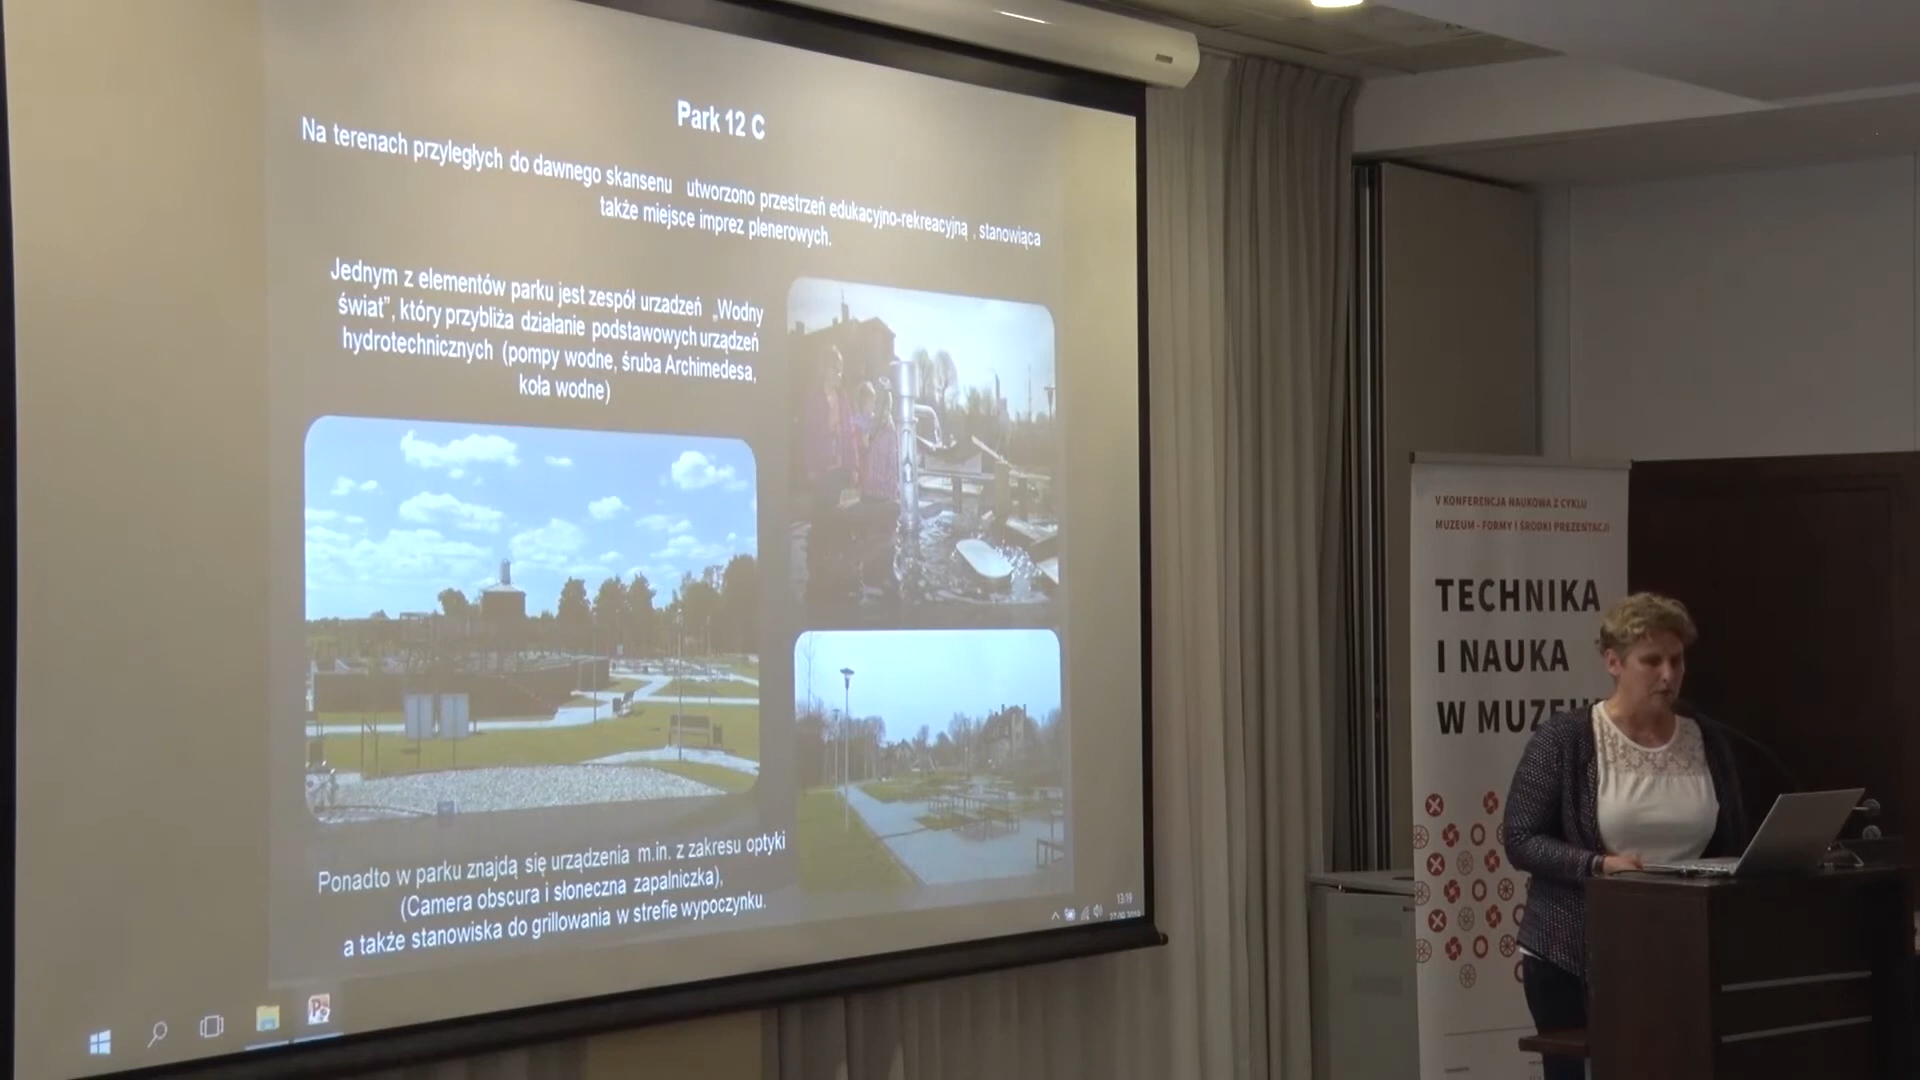 Park 12 C
Na terenach przyległych do dawnego skansenu utworzono przestrzeń edukacyjno-rekreacyjną , stanowiąca
także miejsce imprez plenerowych.
Jednym z elementów parku jest zespół urzadzeń „Wodny
świat”, który przybliża działanie podstawowych urządzeń
hydrotechnicznych (pompy wodne, śruba Archimedesa,
koła wodne)
Ponadto w parku znajdą się urządzenia m.in. z zakresu optyki
(Camera obscura i słoneczna zapalniczka),
a także stanowiska do grillowania w strefie wypoczynku.
13:19
V KONFERENCJA NAUKOWA Z CYKLU
MUZEUM - FORMY I ŚRODKI PREZENTACJI
TECHNIKA
I NAUKA
W MUZEU